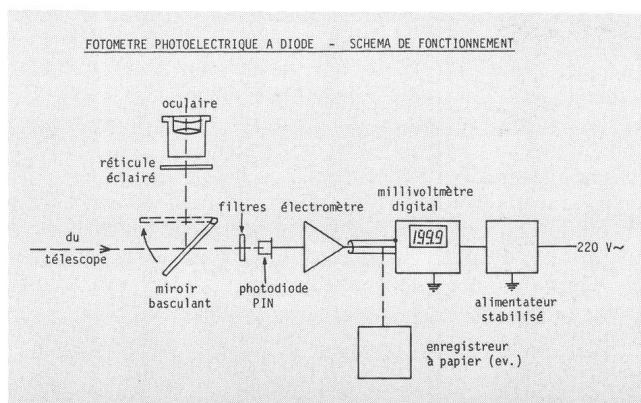 FOTOMETRE PHOTOELECTRIQUE A DIODE - SCHEMA DE FONCTIONNEMENT
oculaire
réticule
éclairé
filtres
électromètre
millivoltmètre
digital
199.9
du
télescope
miroir
basculant
photodiode
PIN
220 V~
alimentateur
stabilisé
enregistreur
à papier (ev.)